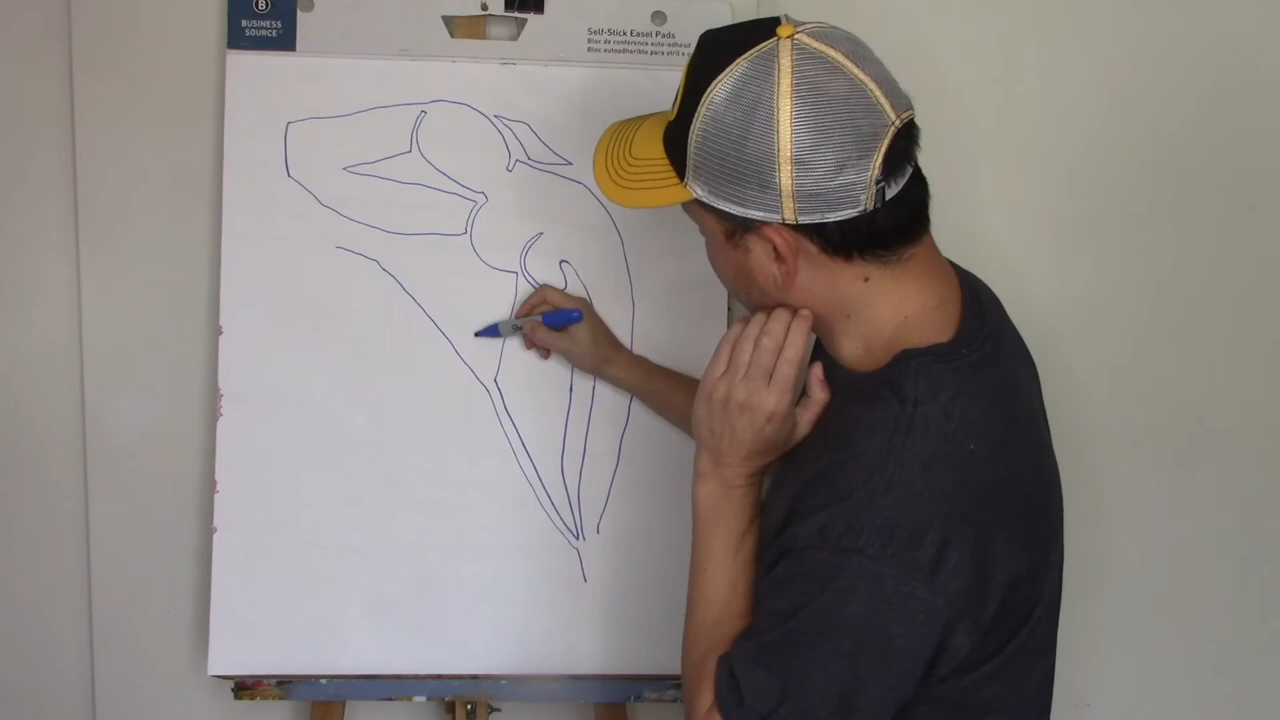 B
BUSINESS
SOURCE
Self-Stick Easel Pads
Bloc de conférence auto-adhésif
Bloc autoadherible para atril o